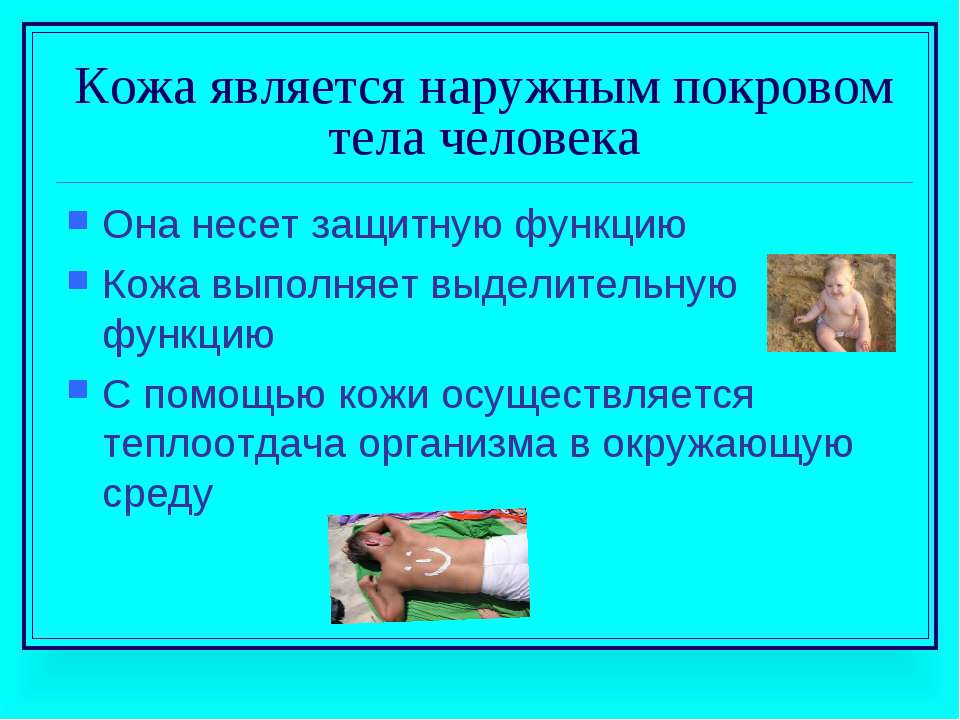 Кожа является наружным покровом
тела человека
Она несет защитную функцию
Кожа выполняет выделительную
функцию
С помощью кожи осуществляется
теплоотдача организма в окружающую
среду